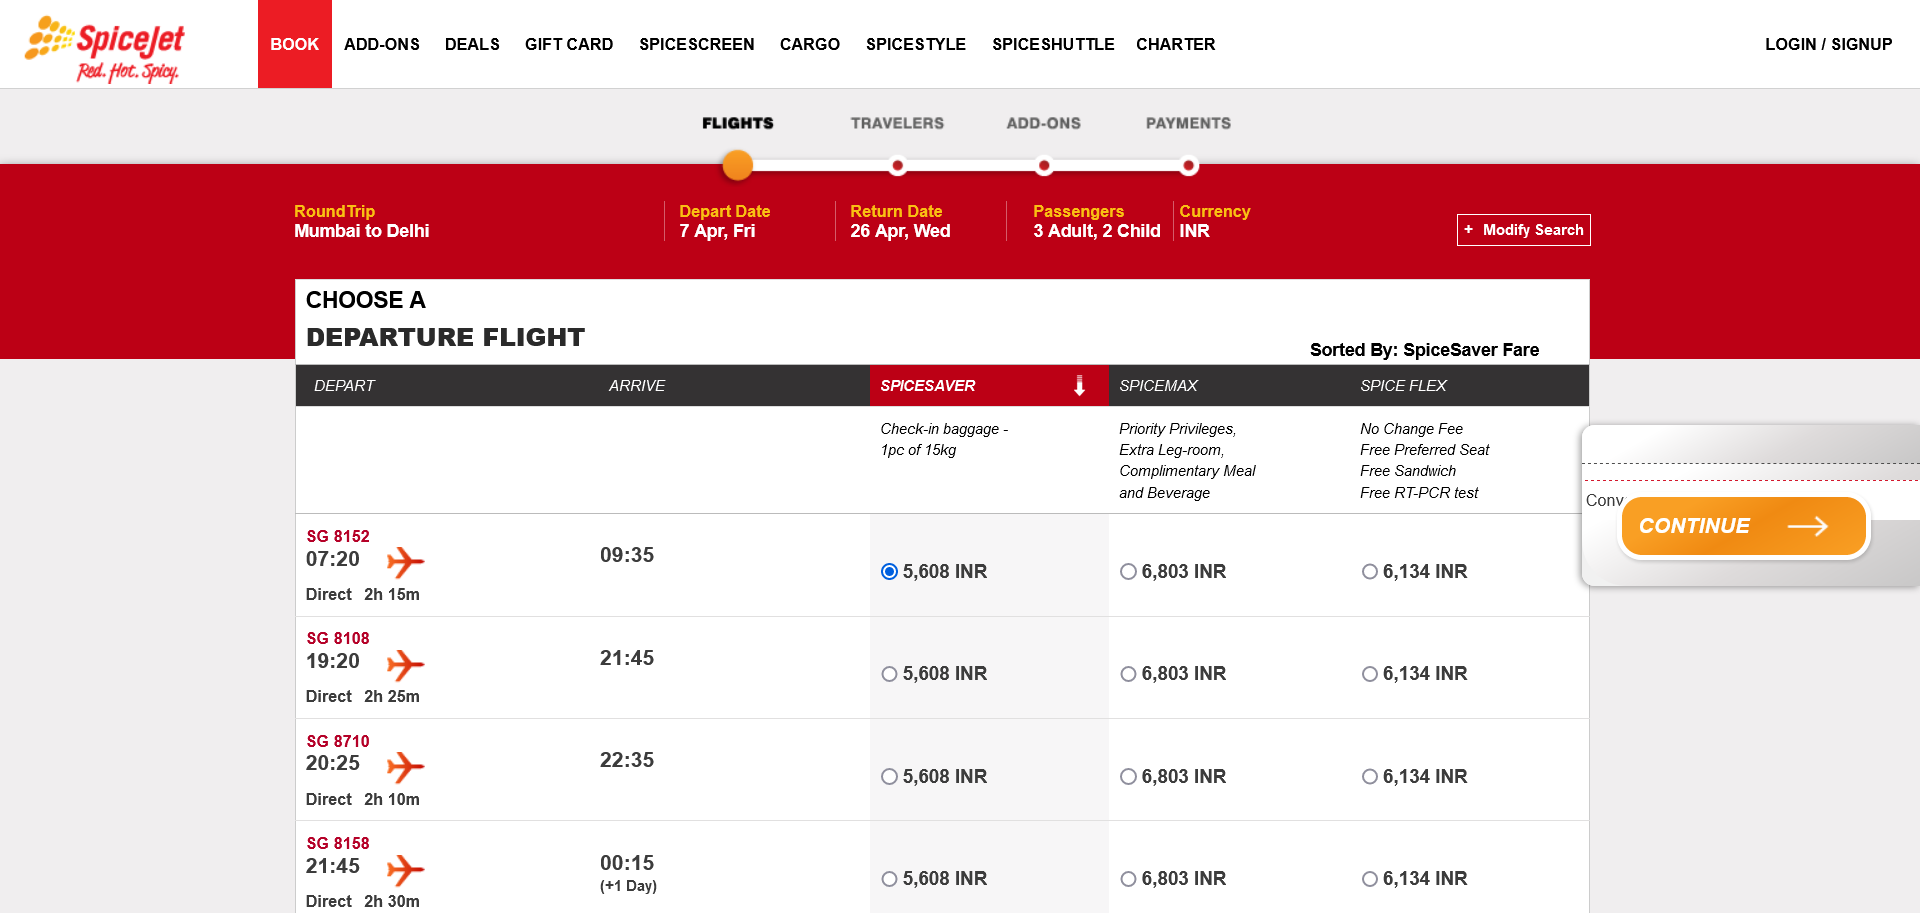 SpiceJet
Red. Hot. Spicy.
BOOK ADD-ONS DEALS GIFT CARD SPICESCREEN CARGO SPICESTYLE SPICESHUTTLE CHARTER LOGIN / SIGNUP
FLIGHTS TRAVELERS ADD-ONS PAYMENTS
RoundTrip Depart Date Return Date Passengers Currency
Mumbai to Delhi 7 Apr, Fri 26 Apr, Wed 3 Adult, 2 Child INR
+ Modify Search
CHOOSE A
DEPARTURE FLIGHT
Sorted By: SpiceSaver Fare
DEPART ARRIVE SPICESAVER SPICEMAX SPICE FLEX
Check-in baggage - Priority Privileges, No Change Fee
1pc of 15kg Extra Leg-room, Free Preferred Seat
Complimentary Meal Free Sandwich
and Beverage Free RT-PCR test
Conv
CONTINUE
SG 8152
07:20 09:35 5,608 INR 6,803 INR 6,134 INR
Direct 2h 15m
SG 8108
19:20 21:45 5,608 INR 6,803 INR 6,134 INR
Direct 2h 25m
SG 8710
20:25 22:35 5,608 INR 6,803 INR 6,134 INR
Direct 2h 10m
SG 8158
21:45 00:15 5,608 INR 6,803 INR 6,134 INR
(+1 Day)
Direct 2h 30m